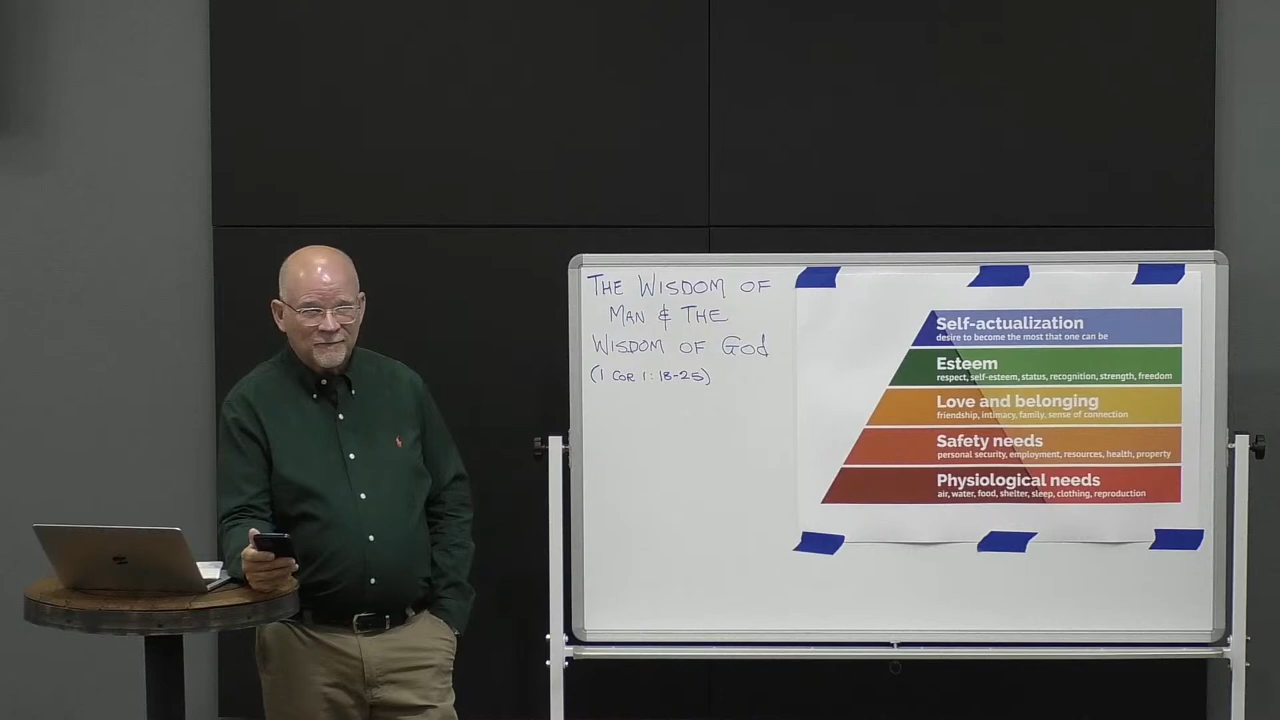 THE WISDOM OF
MAN & THE
WISDOM OF GOD
(1 COR 1:18-25)
Self-actualization
desire to become the most that one can be
Esteem
respect, self-esteem, status, recognition, strength, freedom
Love and belonging
friendship, intimacy, family, sense of connection
Safety needs
personal security, employment, resources, health, property
Physiological needs
air, water, food, shelter, sleep, clothing, reproduction